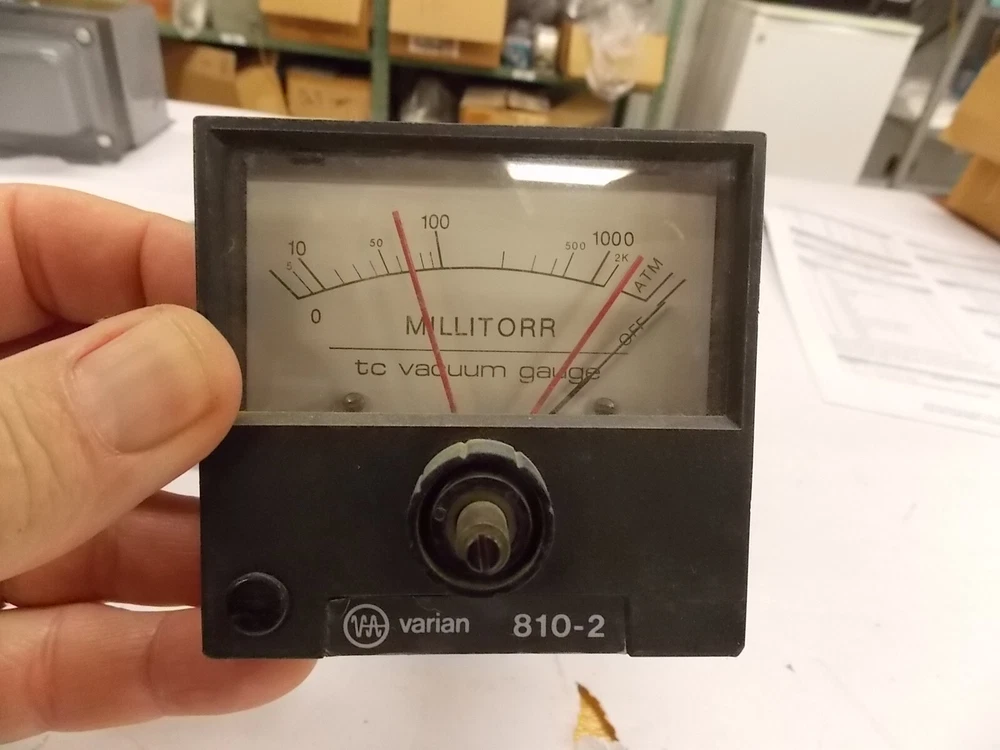 10 50 100 500 1000
5 2K ATM
0 OFF
MILLITORR
tc vacuum gauge
varian 810-2